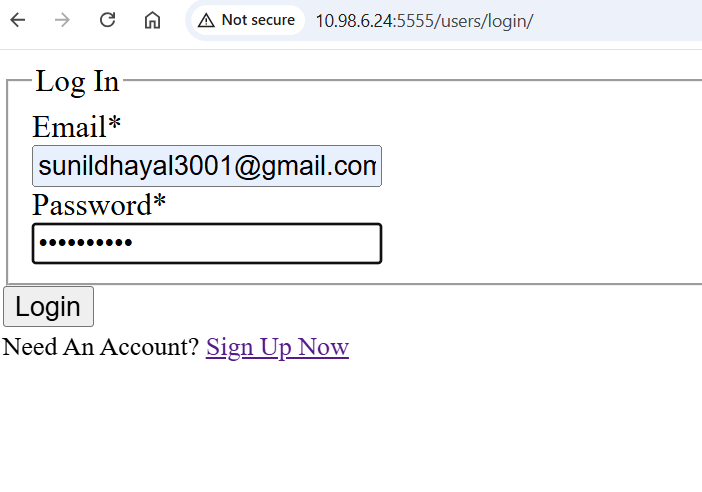 Not secure 10.98.6.24:5555/users/login/
Log In
Email*
sunildhayal3001@gmail.com
Password*
••••••••••
Login
Need An Account? Sign Up Now